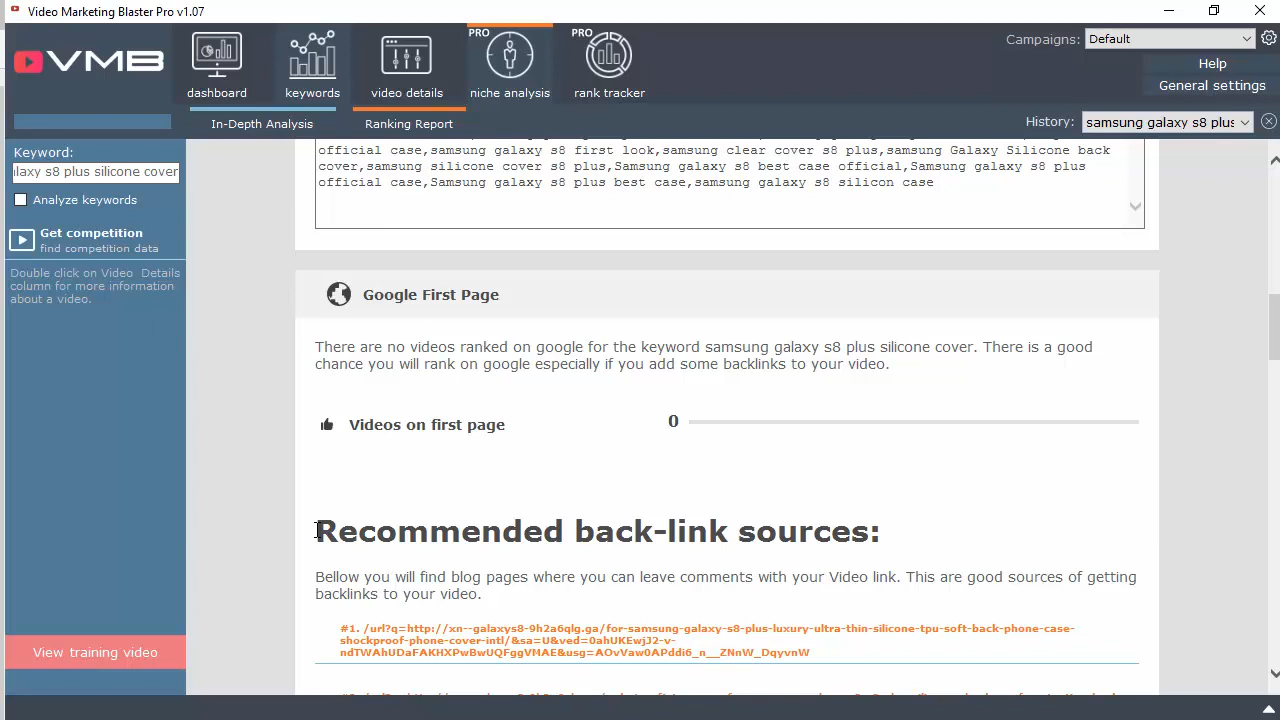 Video Marketing Blaster Pro v1.07
VMB
dashboard
keywords
video details
PRO
niche analysis
PRO
rank tracker
Campaigns:
Default
Help
General settings
In-Depth Analysis
Ranking Report
History:
samsung galaxy s8 plus
Keyword:
laxy s8 plus silicone cover
Analyze keywords
Get competition
find competition data
Double click on Video Details
column for more information
about a video.
View training video
official case,samsung galaxy s8 first look,samsung clear cover s8 plus,samsung Galaxy Silicone back
cover,samsung silicone cover s8 plus,Samsung galaxy s8 best case official,Samsung galaxy s8 plus
official case,Samsung galaxy s8 plus best case,samsung galaxy s8 silicon case
Google First Page
There are no videos ranked on google for the keyword samsung galaxy s8 plus silicone cover. There is a good
chance you will rank on google especially if you add some backlinks to your video.
Videos on first page
0
Recommended back-link sources:
Bellow you will find blog pages where you can leave comments with your Video link. This are good sources of getting
backlinks to your video.
#1. /url?q=http://xn--galaxys8-9h2a6qlg.ga/for-samsung-galaxy-s8-plus-luxury-ultra-thin-silicone-tpu-soft-back-phone-case-
shockproof-phone-cover-intl/&sa=U&ved=0ahUKEwjJ2-v-
ndTWAhUDaFAKHXPwBwUQFggVMAE&usg=AOvVaw0APddi6_n__ZNnW_DqyvnW